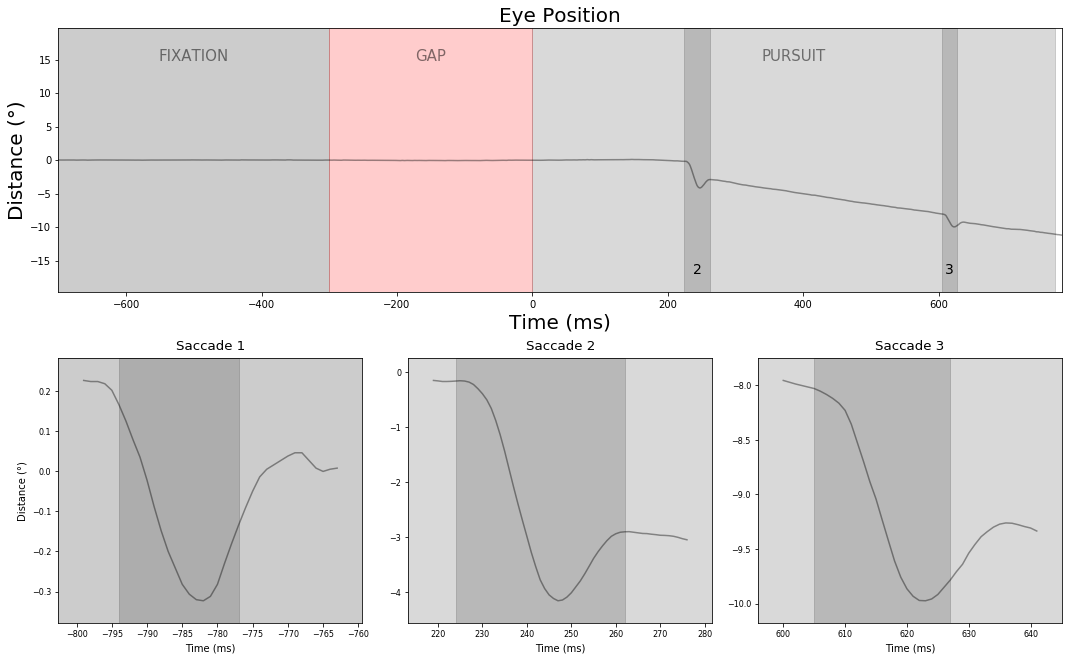 Eye Position
FIXATION GAP PURSUIT
Distance (°)
15
10
5
0
−5
−10
−15
2 3
−600 −400 −200 0 200 400 600
Time (ms)
Saccade 1 Saccade 2 Saccade 3
Distance (°)
0.2
0.1
0.0
−0.1
−0.2
−0.3
−800 −795 −790 −785 −780 −775 −770 −765 −760
Time (ms)
0
−1
−2
−3
−4
220 230 240 250 260 270 280
Time (ms)
−8.0
−8.5
−9.0
−9.5
−10.0
600 610 620 630 640
Time (ms)